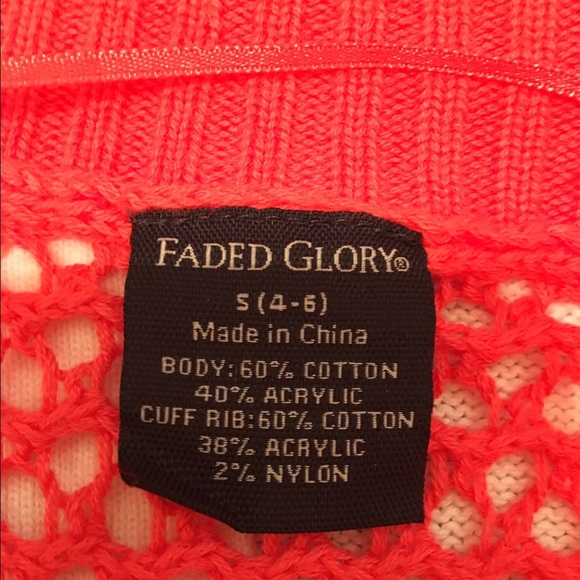 FADED GLORY®
S (4-6)
Made in China
BODY: 60% COTTON
40% ACRYLIC
CUFF RIB: 60% COTTON
38% ACRYLIC
2% NYLON